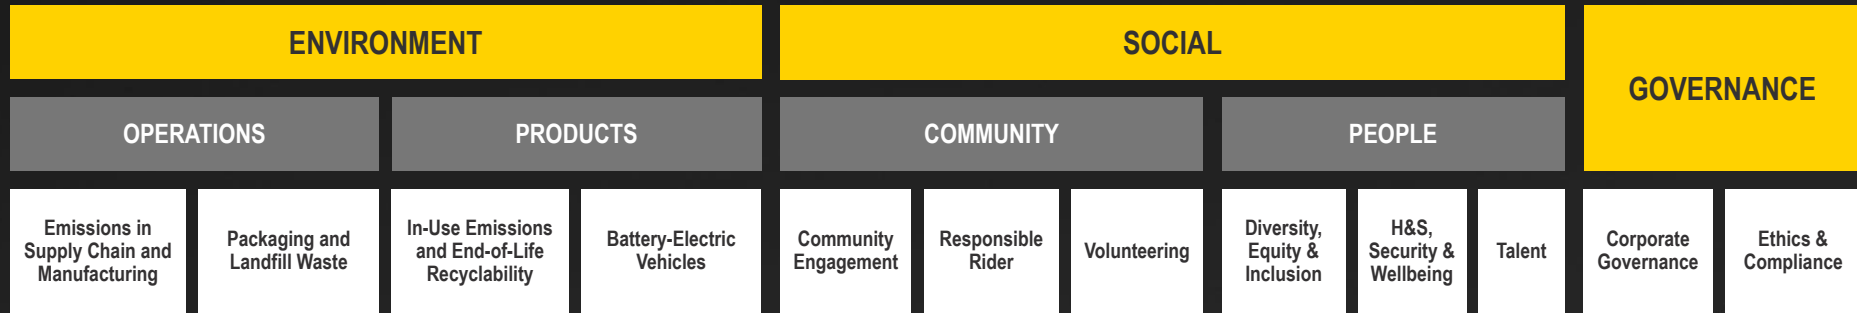 ENVIRONMENT
SOCIAL
GOVERNANCE
OPERATIONS
PRODUCTS
COMMUNITY
PEOPLE
Emissions in
Supply Chain and
Manufacturing
Packaging and
Landfill Waste
In-Use Emissions
and End-of-Life
Recyclability
Battery-Electric
Vehicles
Community
Engagement
Responsible
Rider
Volunteering
Diversity,
Equity &
Inclusion
H&S,
Security &
Wellbeing
Talent
Corporate
Governance
Ethics &
Compliance